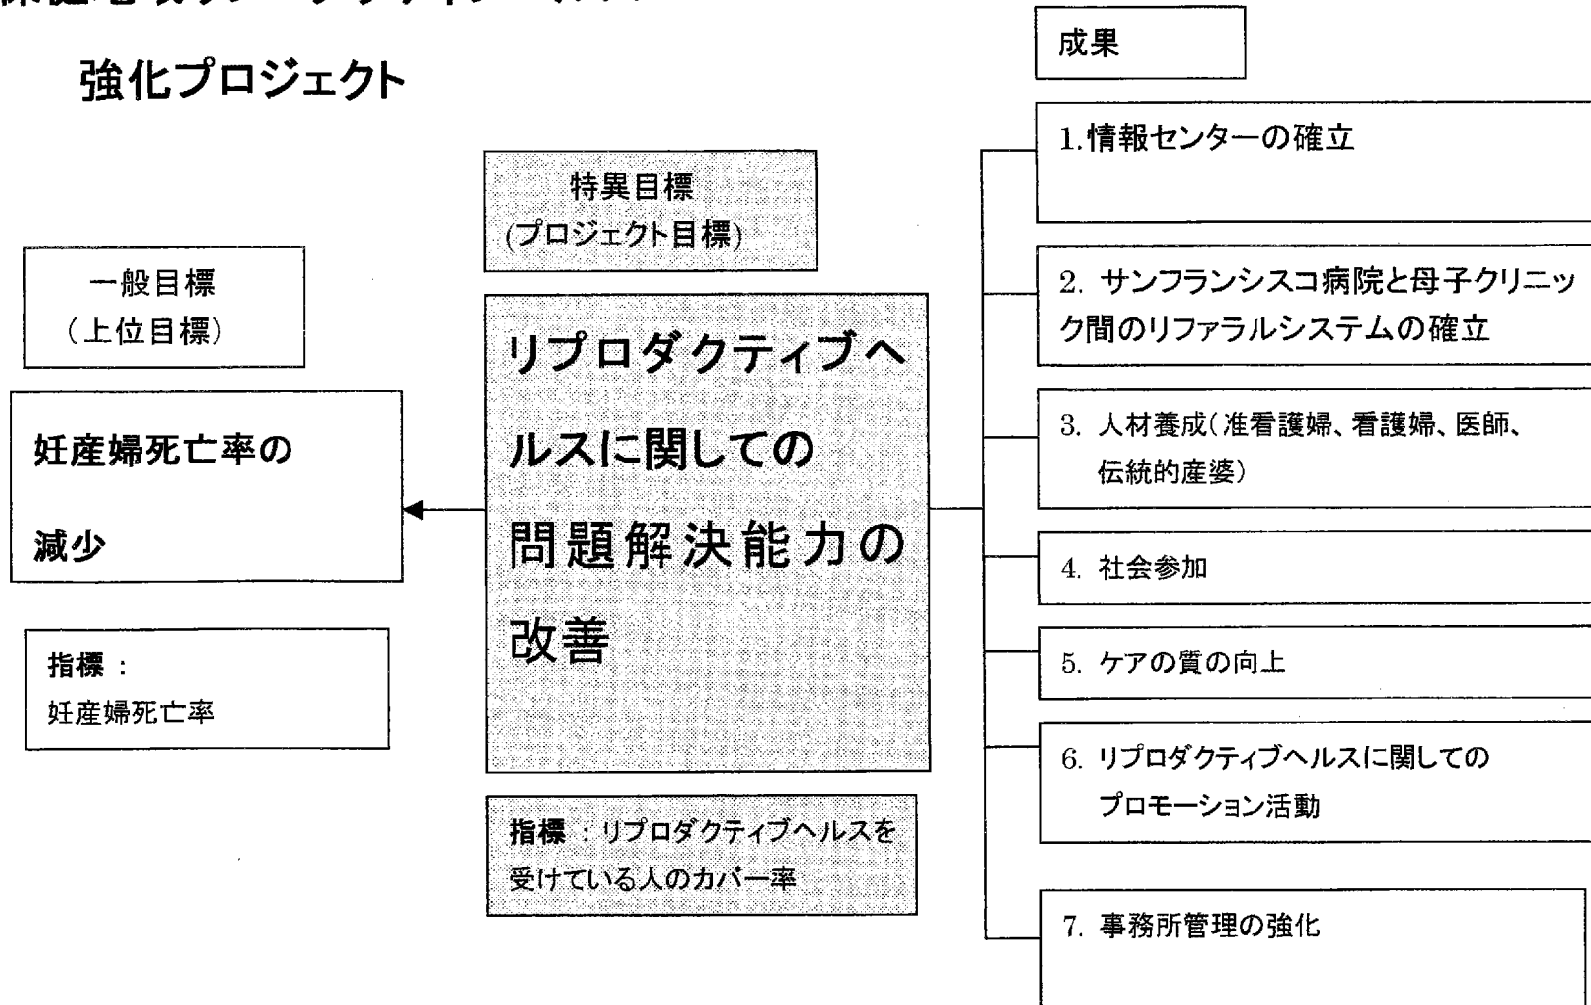 強化プロジェクト
一般目標
（上位目標）
妊産婦死亡率の
減少
指標：
妊産婦死亡率
特異目標
(プロジェクト目標)
リプロダクティブヘ
ルスに関しての
問題解決能力の
改善
指標：リプロダクティブヘルスを
受けている人のカバー率
成果
1.情報センターの確立
2. サンフランシスコ病院と母子クリニッ
ク間のリファラルシステムの確立
3. 人材養成(准看護婦、看護婦、医師、
伝統的産婆)
4. 社会参加
5. ケアの質の向上
6. リプロダクティブヘルスに関しての
プロモーション活動
7. 事務所管理の強化